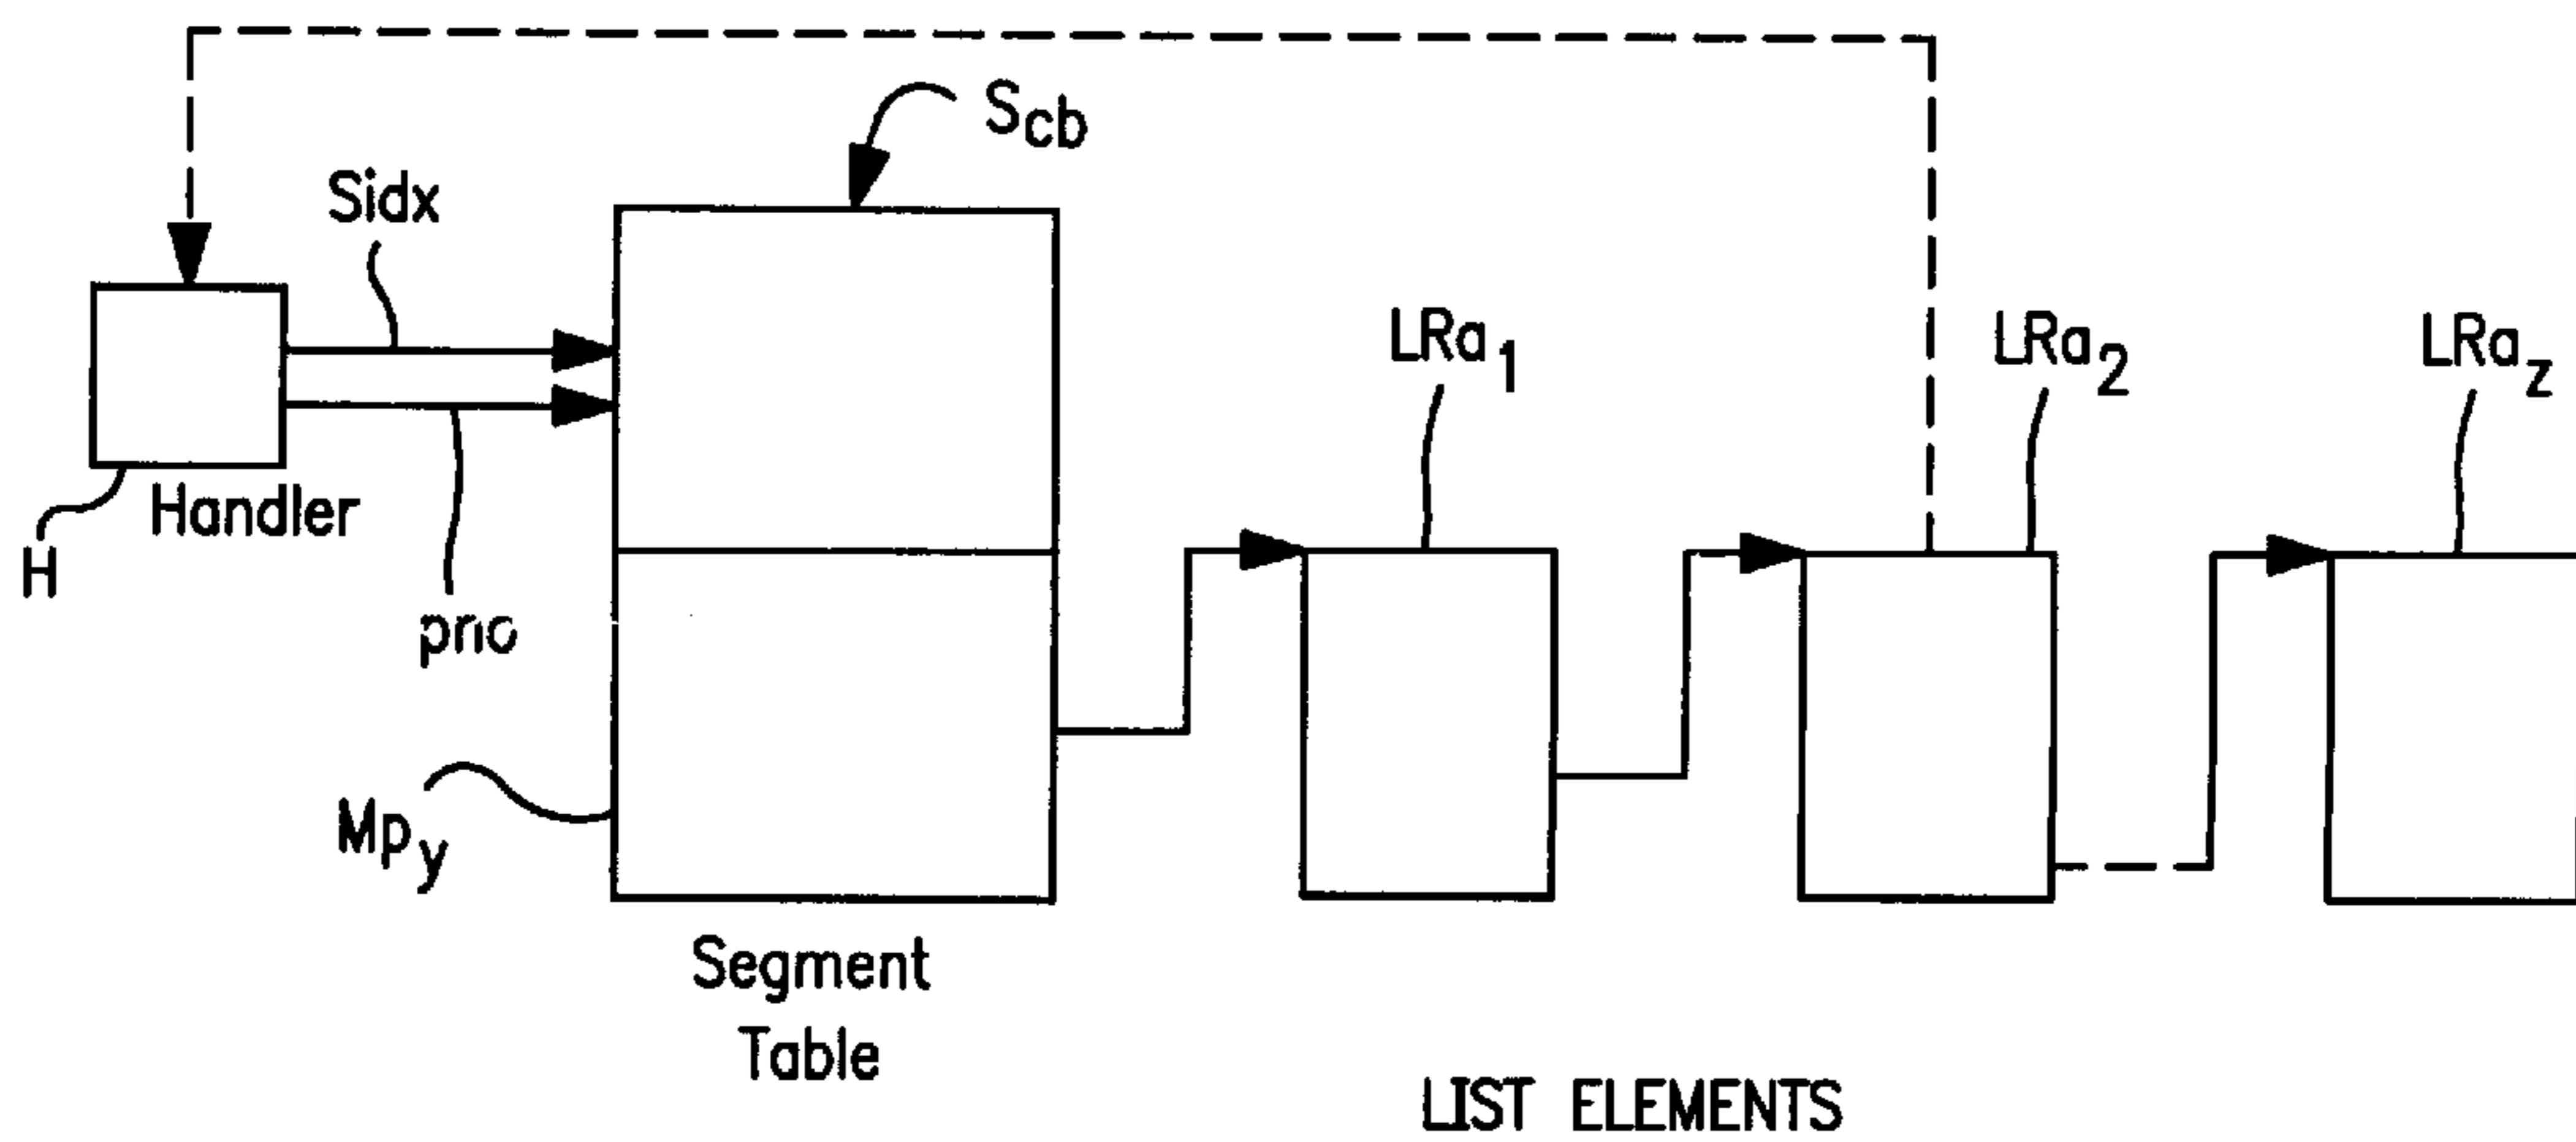 Scb
Sidx
LRa1
LRa2
LRaz
Handler
H
prio
Mpy
Segment
Table
LIST ELEMENTS